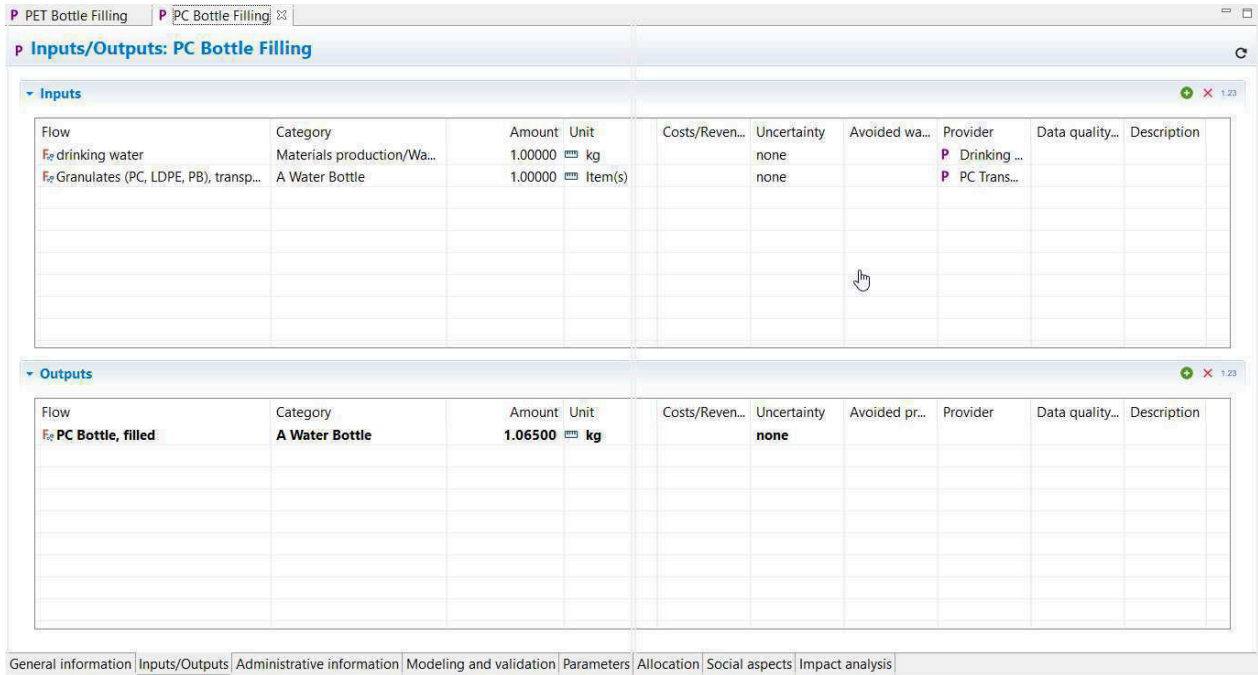 P PET Bottle Filling P PC Bottle Filling
P Inputs/Outputs: PC Bottle Filling
Inputs 1.23
Flow Category Amount Unit Costs/Reven... Uncertainty Avoided wa... Provider Data quality... Description
drinking water Materials production/Wa... 1.00000 kg none P Drinking ...
Granulates (PC, LDPE, PB), transp... A Water Bottle 1.00000 Item(s) none P PC Trans...
Outputs 1.23
Flow Category Amount Unit Costs/Reven... Uncertainty Avoided pr... Provider Data quality... Description
PC Bottle, filled A Water Bottle 1.06500 kg none
General information Inputs/Outputs Administrative information Modeling and validation Parameters Allocation Social aspects Impact analysis